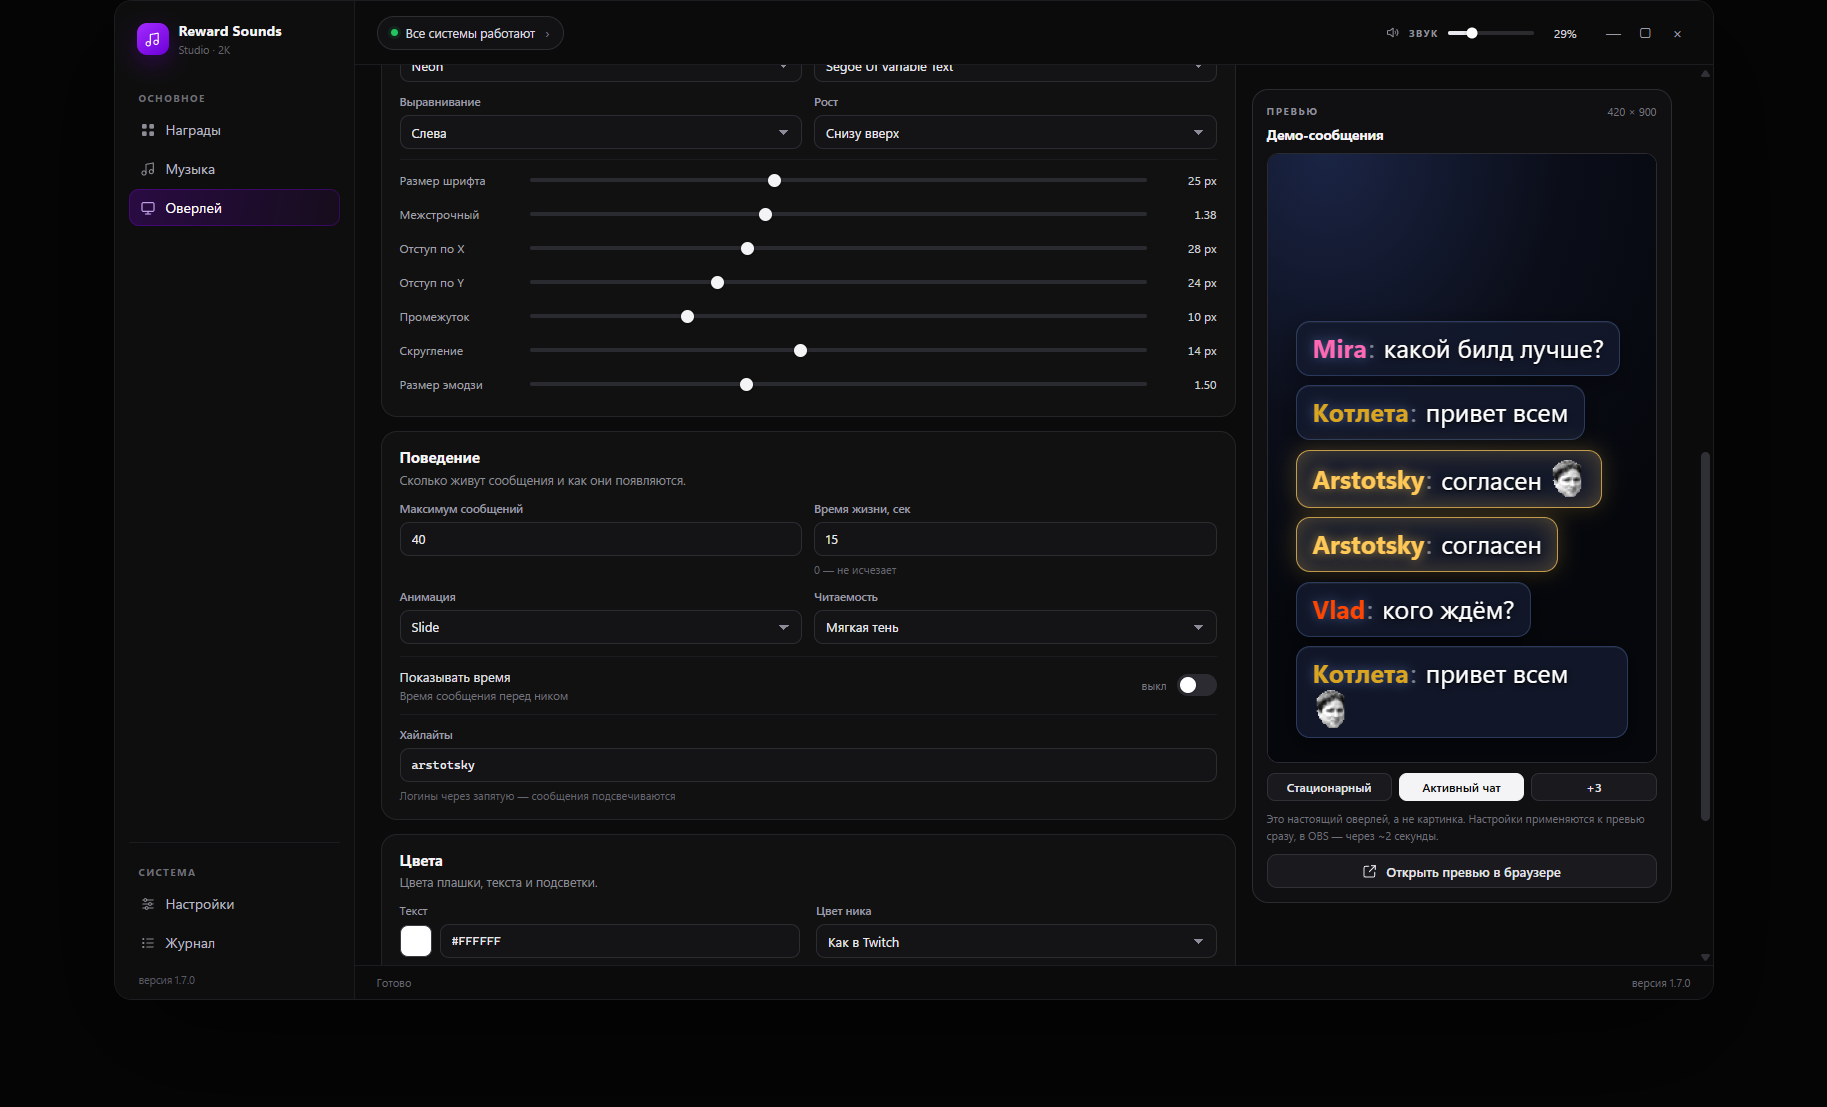 Reward Sounds
Studio · 2K
ОСНОВНОЕ
Награды
Музыка
Оверлей
СИСТЕМА
Настройки
Журнал
версия 1.7.0
Все системы работают ›
ЗВУК 29%
Neon
Segoe UI Variable Text
Выравнивание
Рост
Слева
Снизу вверх
Размер шрифта 25 px
Межстрочный 1.38
Отступ по X 28 px
Отступ по Y 24 px
Промежуток 10 px
Скругление 14 px
Размер эмодзи 1.50
Поведение
Сколько живут сообщения и как они появляются.
Максимум сообщений
Время жизни, сек
40
15
0 — не исчезает
Анимация
Читаемость
Slide
Мягкая тень
Показывать время
Время сообщения перед ником
выкл
Хайлайты
arstotsky
Логины через запятую — сообщения подсвечиваются
Цвета
Цвета плашки, текста и подсветки.
Текст
Цвет ника
#FFFFFF
Как в Twitch
ПРЕВЬЮ 420 × 900
Демо-сообщения
Mira: какой билд лучше?
Котлета: привет всем
Arstotsky: согласен
Arstotsky: согласен
Vlad: кого ждём?
Котлета: привет всем
Стационарный
Активный чат
+3
Это настоящий оверлей, а не картинка. Настройки применяются к превью
сразу, в OBS — через ~2 секунды.
Открыть превью в браузере
Готово
версия 1.7.0